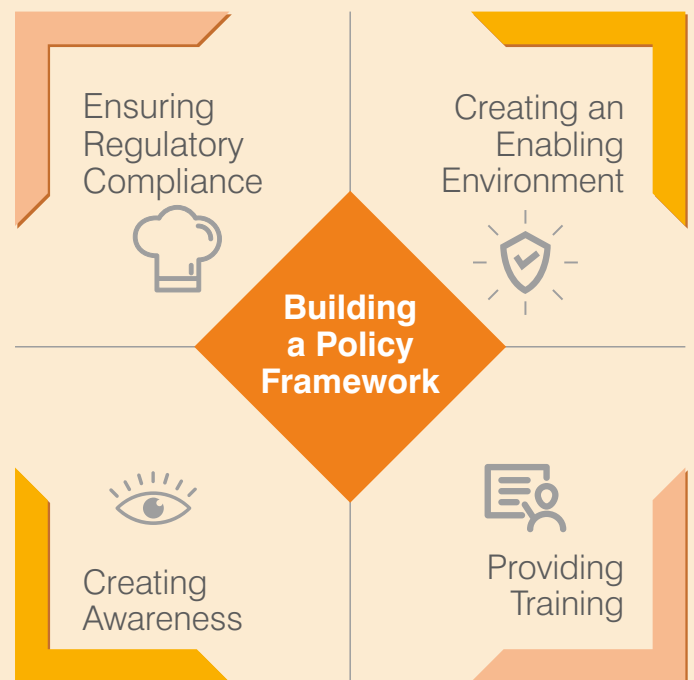 Ensuring
Regulatory
Compliance
Creating an
Enabling
Environment
Building
a Policy
Framework
Creating
Awareness
Providing
Training